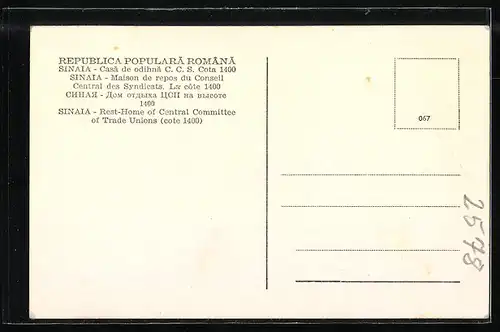 REPUBLICA POPULARĂ ROMÂNĂ
SINAIA - Casă de odihnă C. C. S. Cota 1400
SINAIA - Maison de repos du Conseil
Central des Syndicats. La côte 1400
СИНАЯ - Дом отдыха ЦСП на высоте
1400
SINAIA - Rest-Home of Central Committee
of Trade Unions (cote 1400)
067
2578